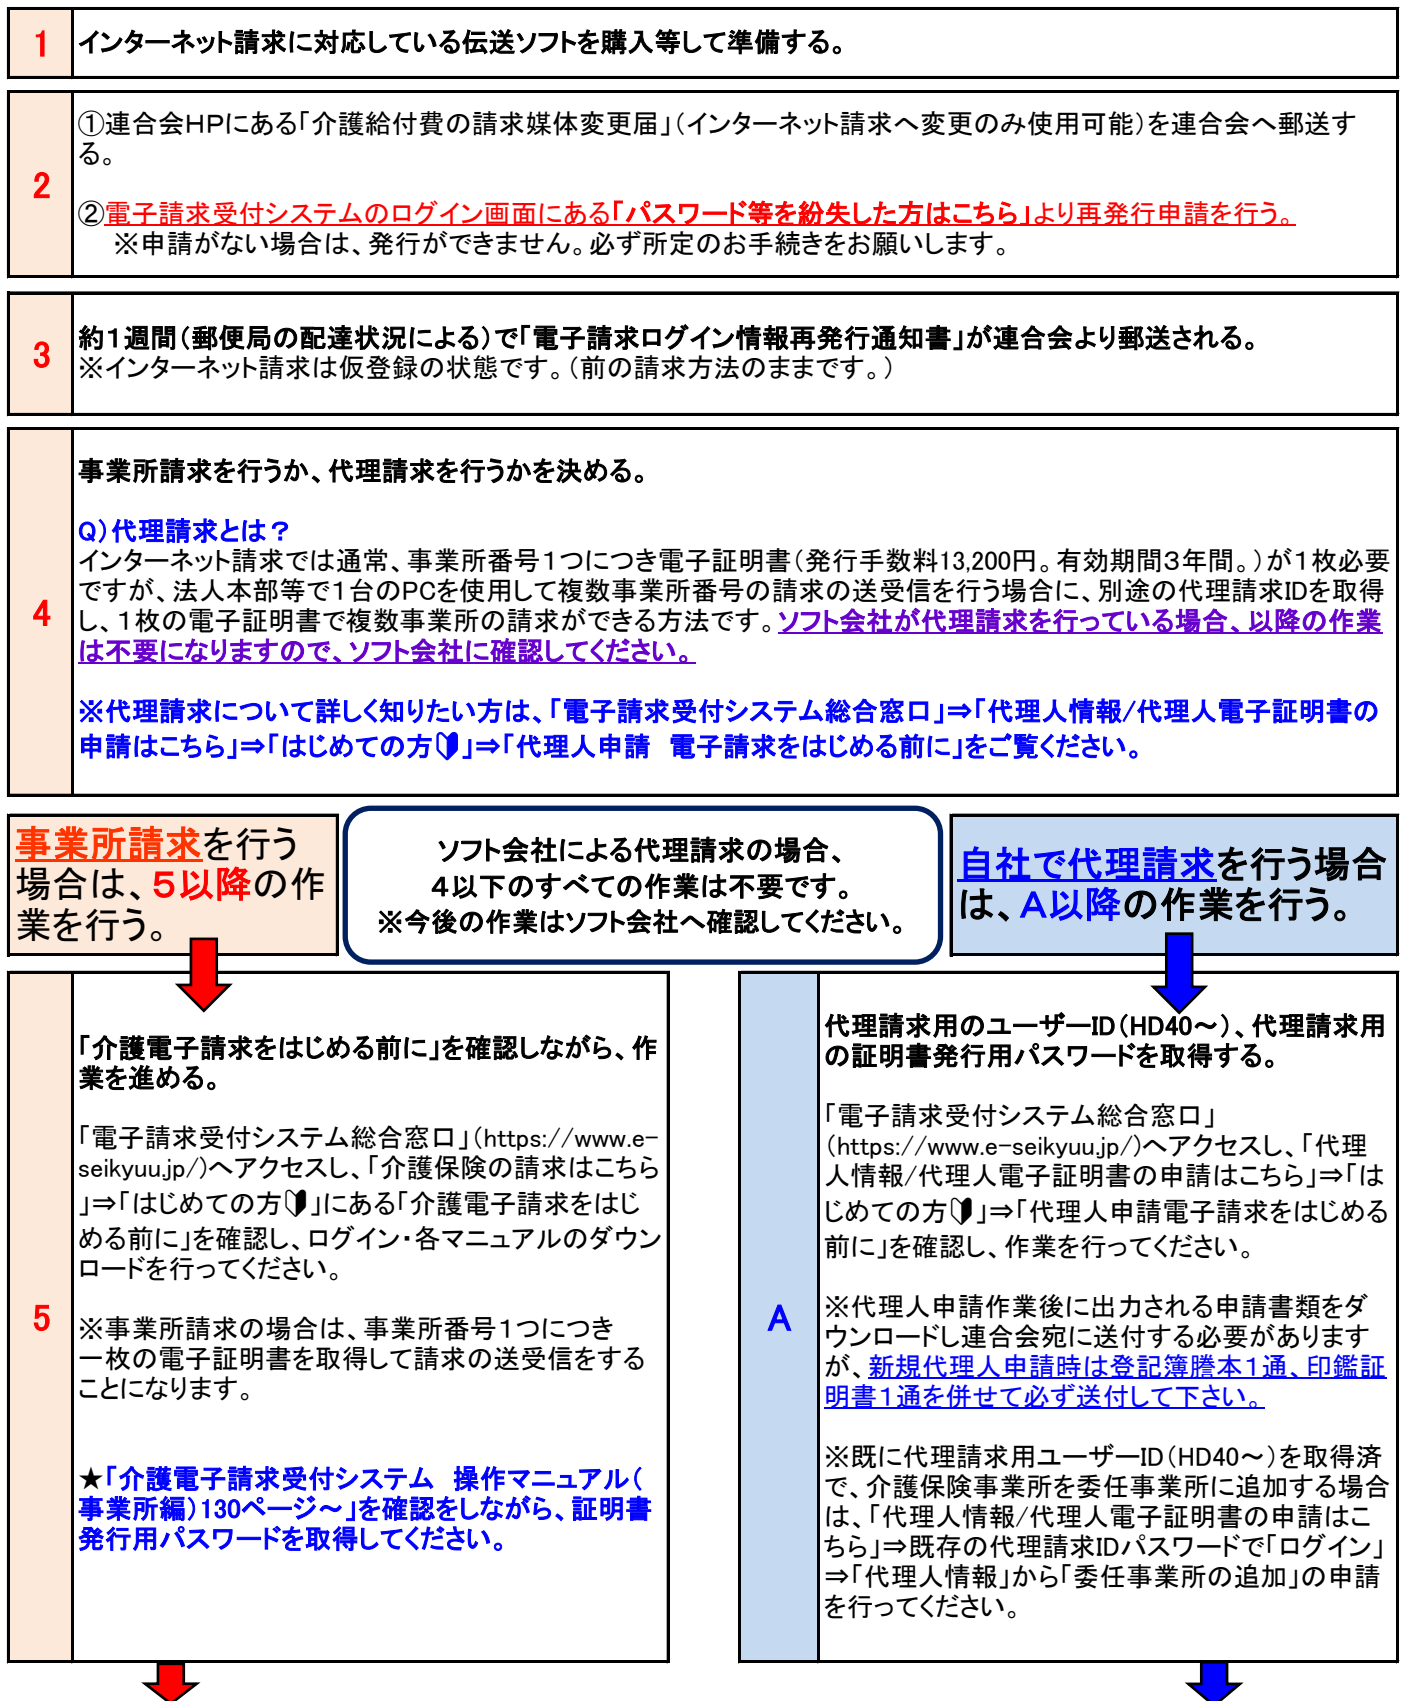 1
インターネット請求に対応している伝送ソフトを購入等して準備する。
2
①連合会HPにある「介護給付費の請求媒体変更届」（インターネット請求へ変更のみ使用可能）を連合会へ郵送す
る。
②電子請求受付システムのログイン画面にある「パスワード等を紛失した方はこちら」より再発行申請を行う。
※申請がない場合は、発行ができません。必ず所定のお手続きをお願いします。
3
約１週間（郵便局の配達状況による）で「電子請求ログイン情報再発行通知書」が連合会より郵送される。
※インターネット請求は仮登録の状態です。（前の請求方法のままです。）
4
事業所請求を行うか、代理請求を行うかを決める。
Q）代理請求とは？
インターネット請求では通常、事業所番号１つにつき電子証明書（発行手数料13,200円。有効期間３年間。）が１枚必要
ですが、法人本部等で１台のPCを使用して複数事業所番号の請求の送受信を行う場合に、別途の代理請求IDを取得
し、１枚の電子証明書で複数事業所の請求ができる方法です。ソフト会社が代理請求を行っている場合、以降の作業
は不要になりますので、ソフト会社に確認してください。
※代理請求について詳しく知りたい方は、「電子請求受付システム総合窓口」⇒「代理人情報/代理人電子証明書の
申請はこちら」⇒「はじめての方🔰」⇒「代理人申請　電子請求をはじめる前に」をご覧ください。
事業所請求を行う
場合は、５以降の作
業を行う。
ソフト会社による代理請求の場合、
４以下のすべての作業は不要です。
※今後の作業はソフト会社へ確認してください。
自社で代理請求を行う場合
は、A以降の作業を行う。
5
「介護電子請求をはじめる前に」を確認しながら、作
業を進める。
「電子請求受付システム総合窓口」（https://www.e-
seikyuu.jp/)へアクセスし、「介護保険の請求はこちら
」⇒「はじめての方🔰」にある「介護電子請求をはじ
める前に」を確認し、ログイン・各マニュアルのダウン
ロードを行ってください。
※事業所請求の場合は、事業所番号１つにつき
一枚の電子証明書を取得して請求の送受信をする
ことになります。
★「介護電子請求受付システム　操作マニュアル（
事業所編）130ページ～」を確認をしながら、証明書
発行用パスワードを取得してください。
A
代理請求用のユーザーID（HD40～）、代理請求用
の証明書発行用パスワードを取得する。
「電子請求受付システム総合窓口」
（https://www.e-seikyuu.jp/)へアクセスし、「代理
人情報/代理人電子証明書の申請はこちら」⇒「は
じめての方🔰」⇒「代理人申請電子請求をはじめる
前に」を確認し、作業を行ってください。
※代理人申請作業後に出力される申請書類をダ
ウンロードし連合会宛に送付する必要があります
が、新規代理人申請時は登記簿謄本１通、印鑑証
明書１通を併せて必ず送付して下さい。
※既に代理請求用ユーザーID（HD40～）を取得済
で、介護保険事業所を委任事業所に追加する場合
は、「代理人情報/代理人電子証明書の申請はこ
ちら」⇒既存の代理請求IDパスワードで「ログイン」
⇒「代理人情報」から「委任事業所の追加」の申請
を行ってください。